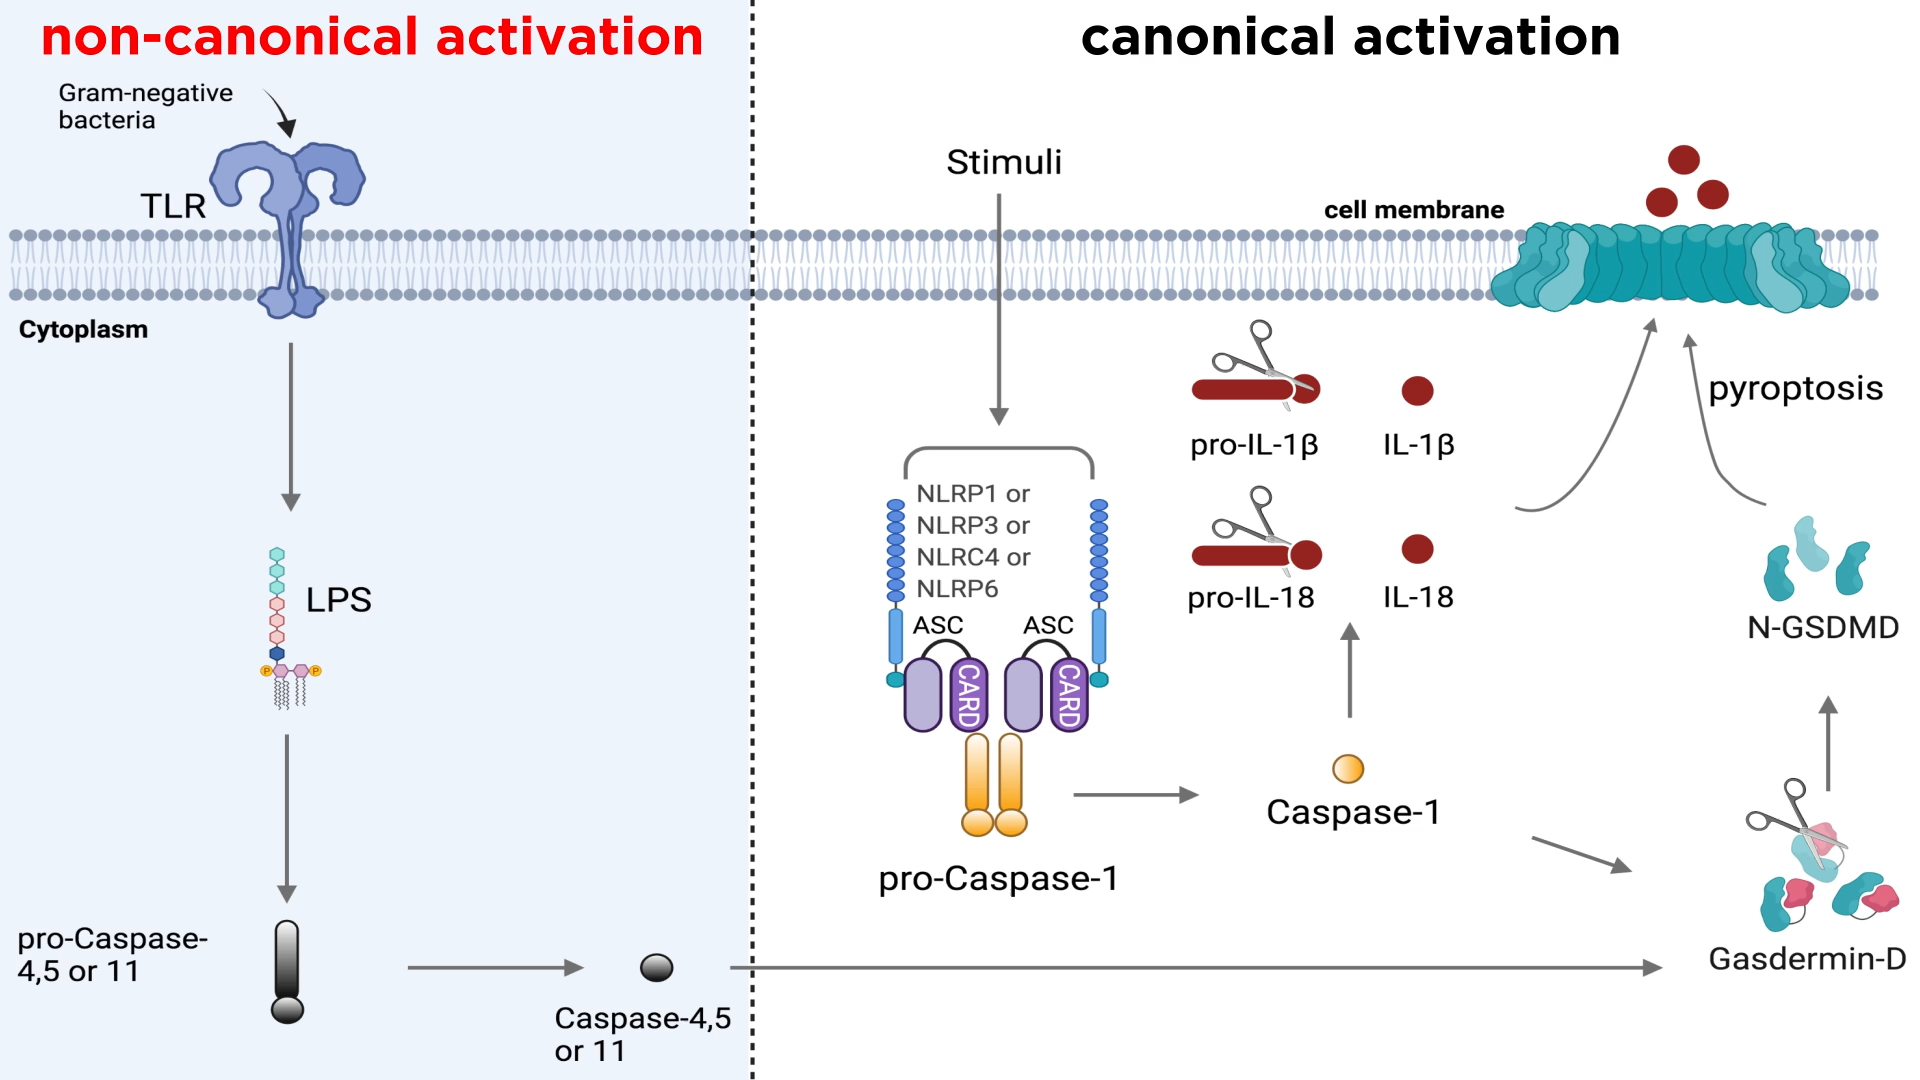 non-canonical activation
Gram-negative
bacteria
TLR
Cytoplasm
LPS
P
P
pro-Caspase-
4,5 or 11
Caspase-4,5
or 11
canonical activation
Stimuli
cell membrane
NLRP1 or
NLRP3 or
NLRC4 or
NLRP6
ASC
ASC
CARD
CARD
pro-Caspase-1
pro-IL-1β
IL-1β
pro-IL-18
IL-18
Caspase-1
pyroptosis
N-GSDMD
Gasdermin-D